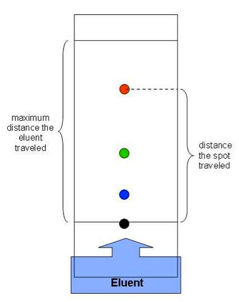 maximum
distance the
eluent
traveled
distance
the spot
traveled
Eluent